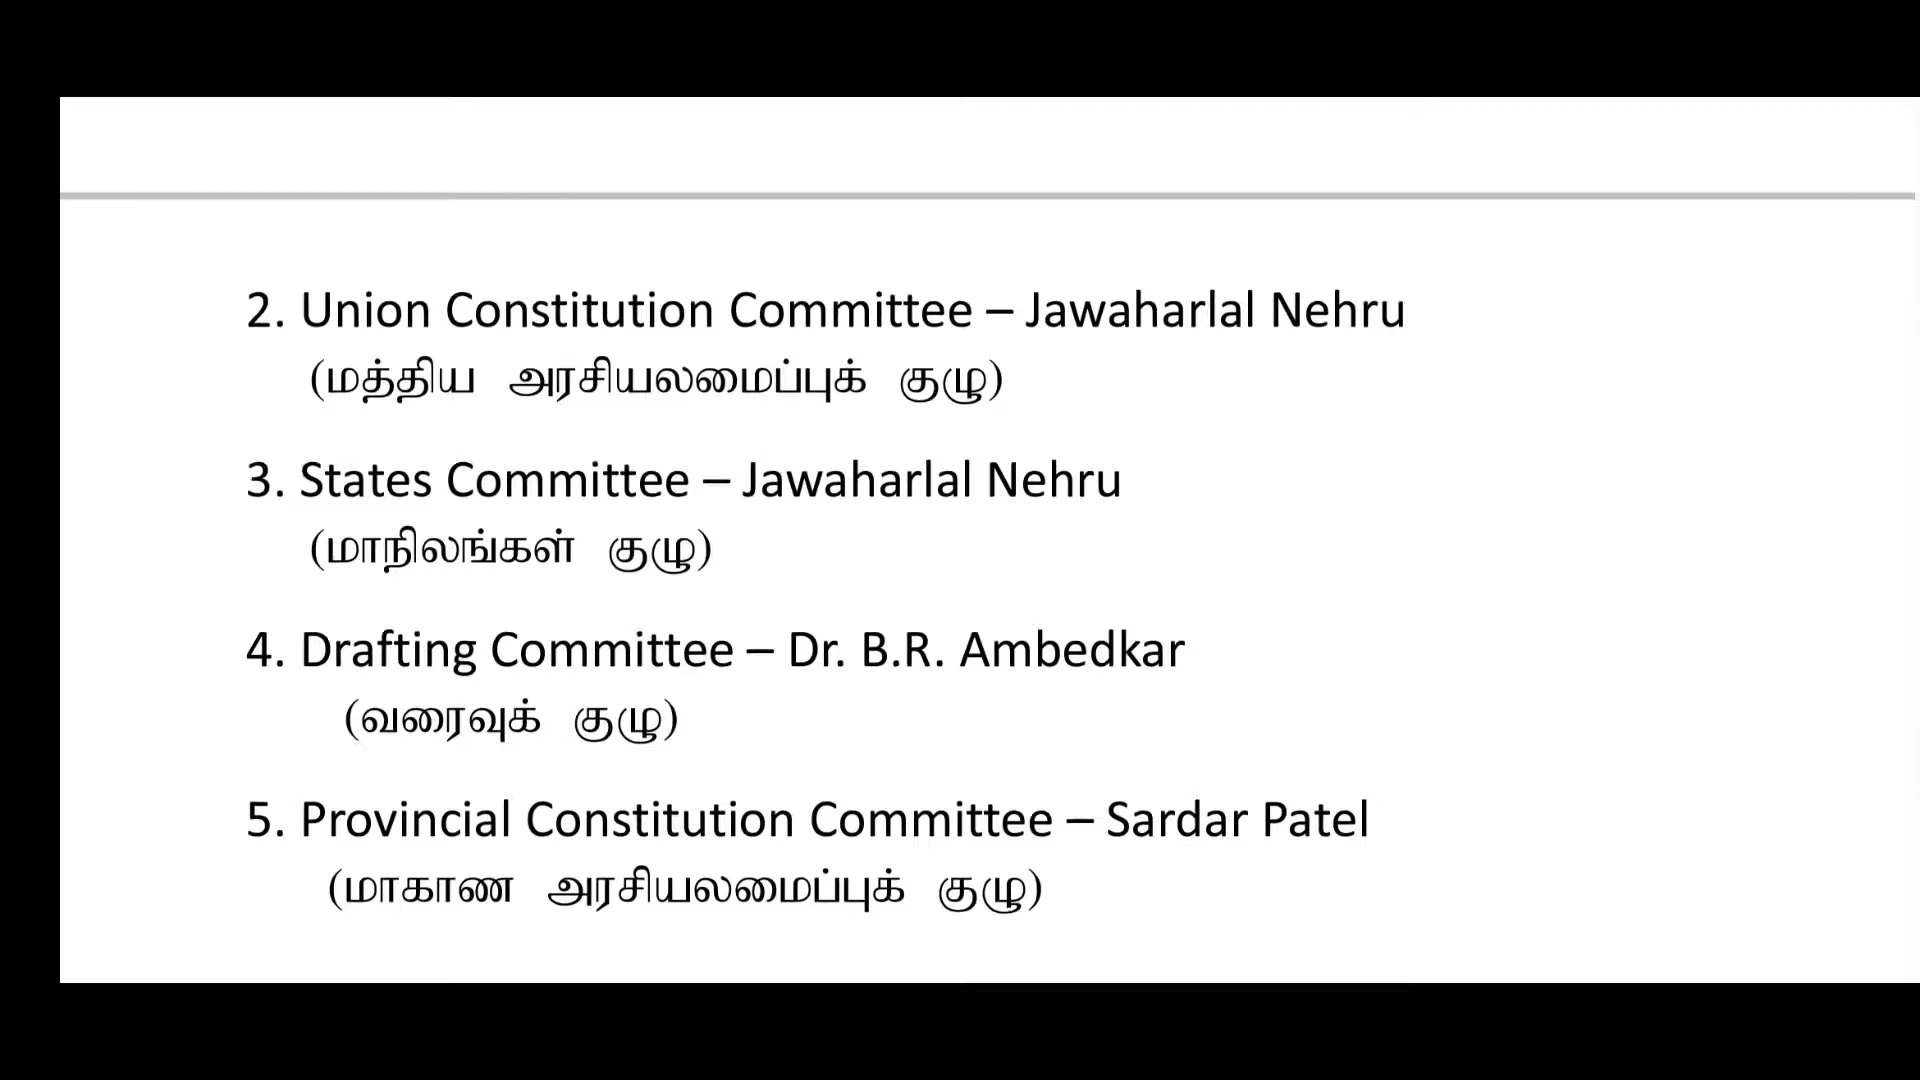 2. Union Constitution Committee – Jawaharlal Nehru
(மத்திய அரசியலமைப்புக் குழு)
3. States Committee – Jawaharlal Nehru
(மாநிலங்கள் குழு)
4. Drafting Committee – Dr. B.R. Ambedkar
(வரைவுக் குழு)
5. Provincial Constitution Committee – Sardar Patel
(மாகாண அரசியலமைப்புக் குழு)